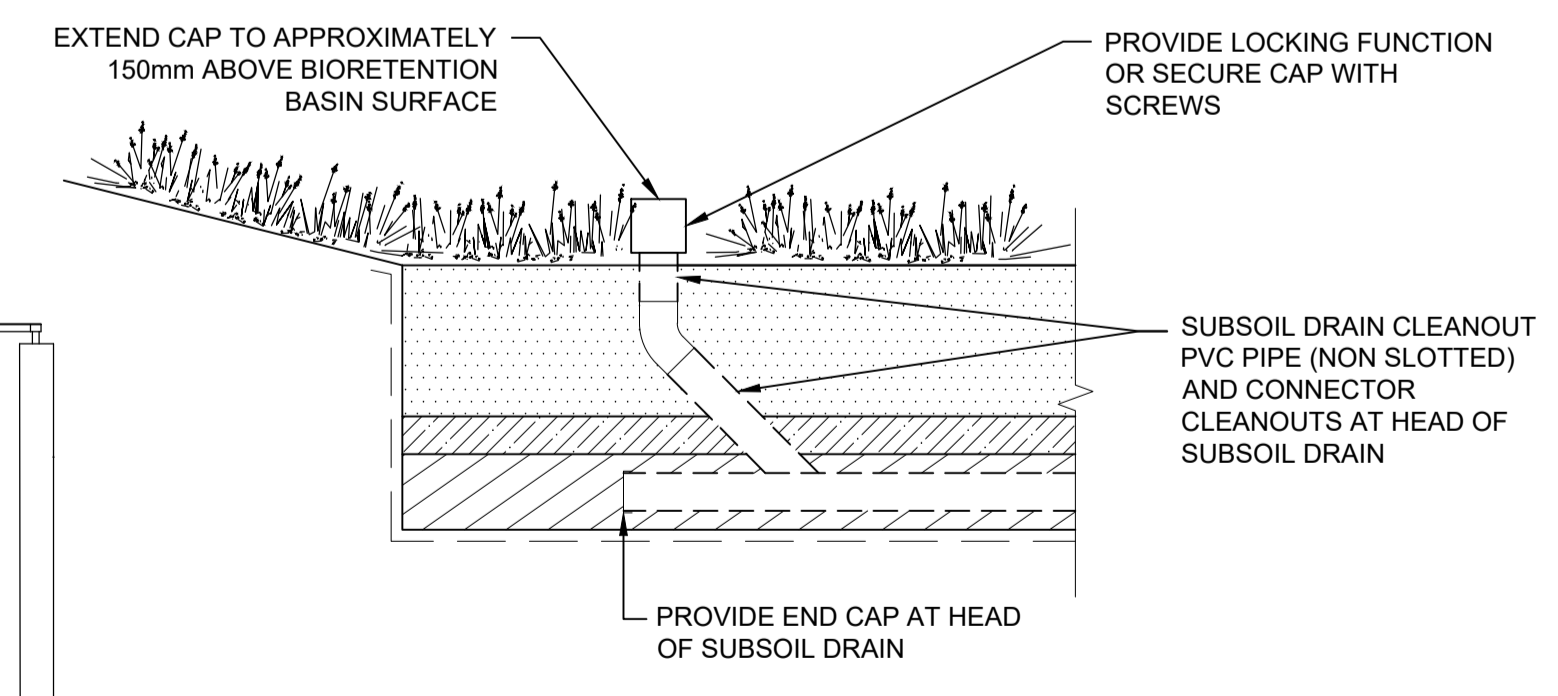 EXTEND CAP TO APPROXIMATELY
150mm ABOVE BIORETENTION
BASIN SURFACE
PROVIDE LOCKING FUNCTION
OR SECURE CAP WITH
SCREWS
SUBSOIL DRAIN CLEANOUT
PVC PIPE (NON SLOTTED)
AND CONNECTOR
CLEANOUTS AT HEAD OF
SUBSOIL DRAIN
PROVIDE END CAP AT HEAD
OF SUBSOIL DRAIN